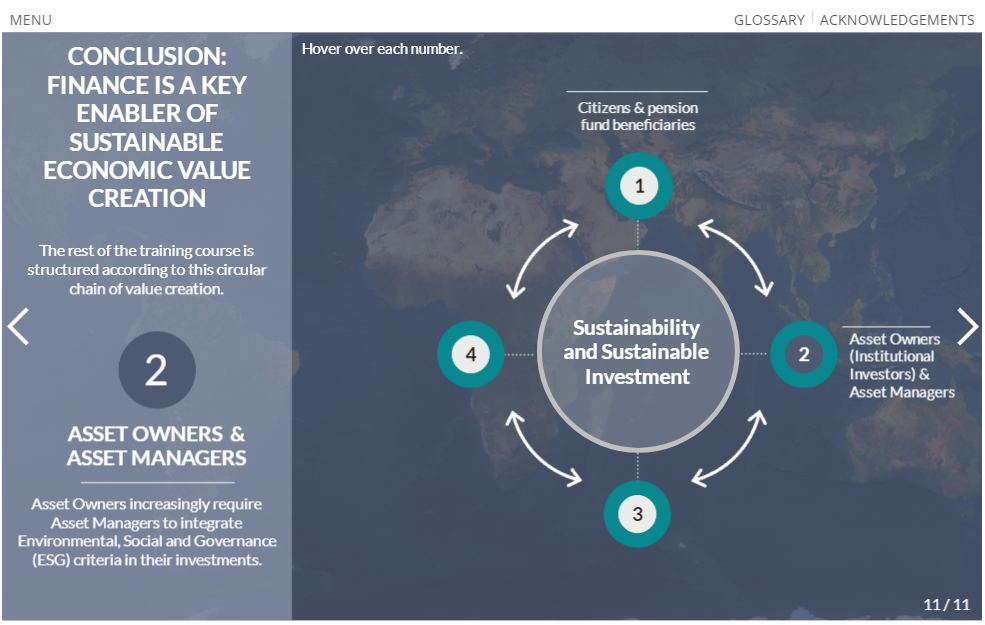 MENU
GLOSSARY
ACKNOWLEDGEMENTS
CONCLUSION:
FINANCE IS A KEY
ENABLER OF
SUSTAINABLE
ECONOMIC VALUE
CREATION
The rest of the training course is
structured according to this circular
chain of value creation.
2
ASSET OWNERS &
ASSET MANAGERS
Asset Owners increasingly require
Asset Managers to integrate
Environmental, Social and Governance
(ESG) criteria in their investments.
Hover over each number.
Citizens & pension
fund beneficiaries
1
Sustainability
and Sustainable
Investment
4
2
Asset Owners
(Institutional
Investors) &
Asset Managers
3
11 / 11